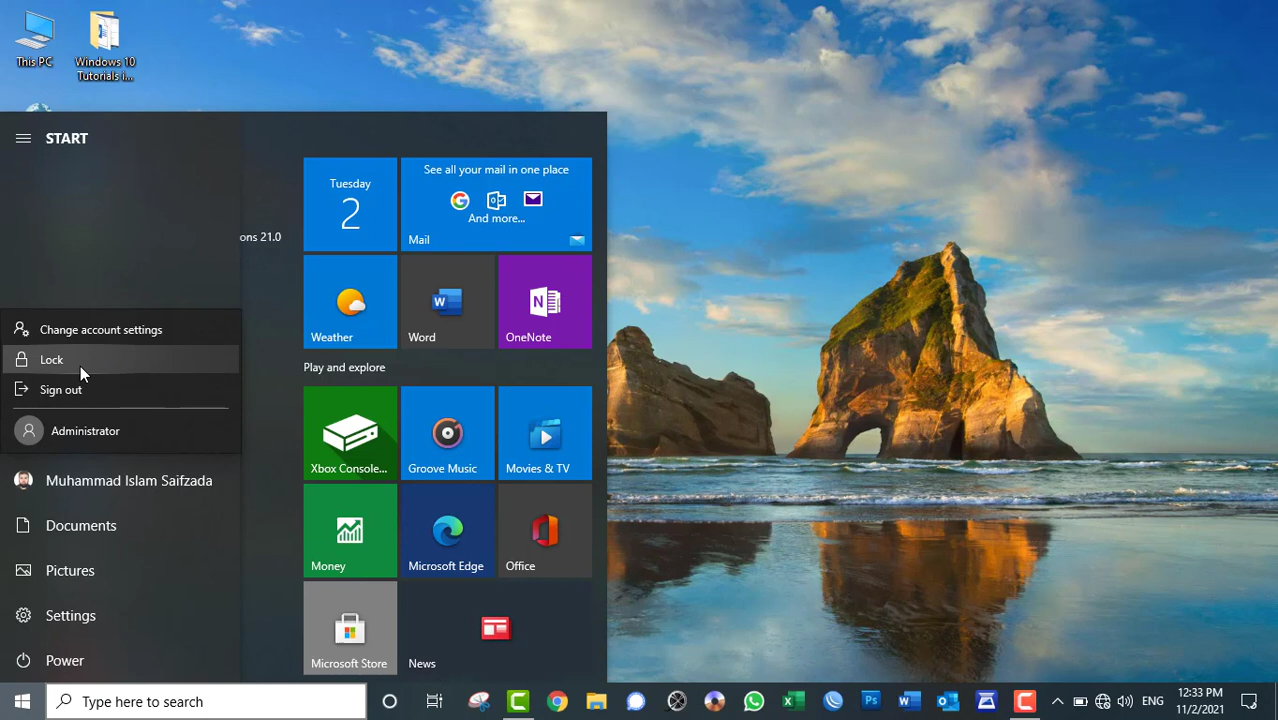 This PC
Windows 10
Tutorials i...
START
Tuesday
2
See all your mail in one place
And more...
Mail
ons 21.0
Weather
Word
OneNote
Change account settings
Lock
Sign out
Administrator
Play and explore
Xbox Console...
Groove Music
Movies & TV
Muhammad Islam Saifzada
Documents
Pictures
Settings
Power
Money
Microsoft Edge
Office
Microsoft Store
News
Type here to search
ENG
12:33 PM
11/2/2021